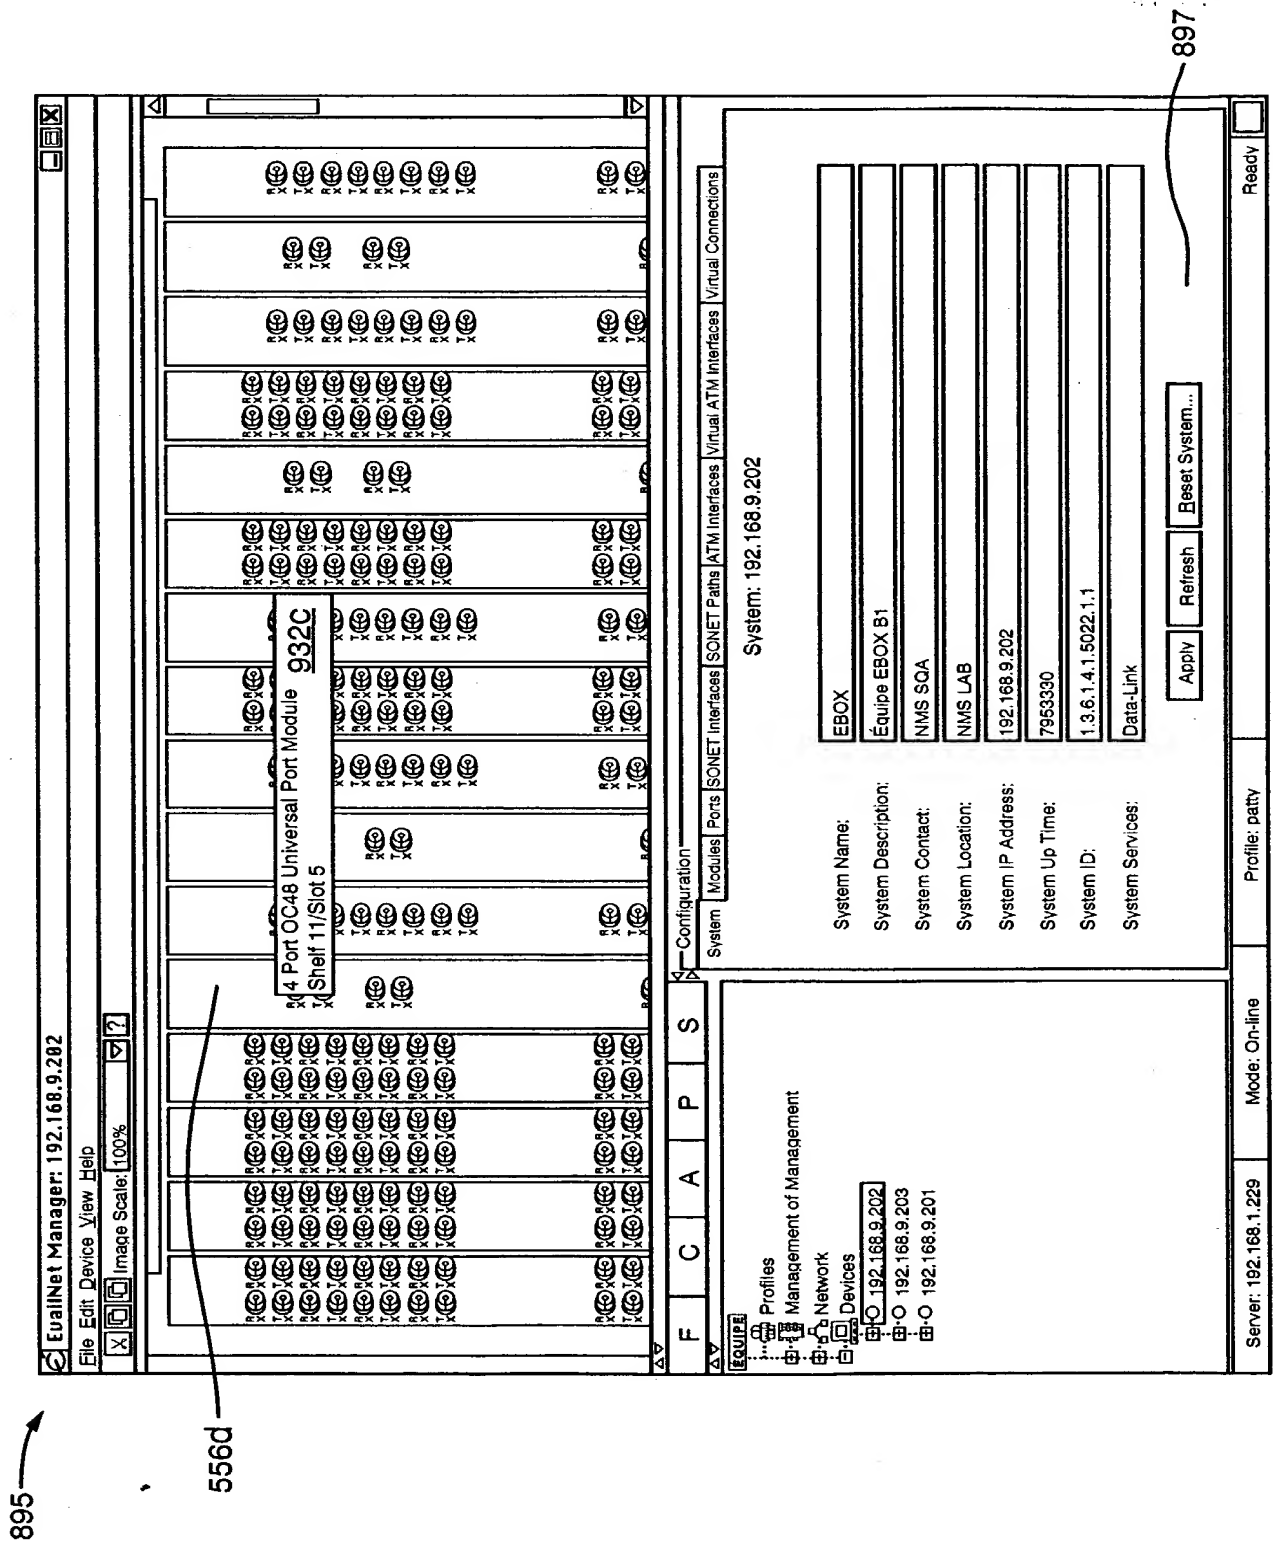 895
EuallNet Manager: 192.168.9.202
File Edit Device View Help
Image Scale: 100% ?
556d
4 Port OC48 Universal Port Module 932C
Shelf 11/Slot 5
F C A P S
ÉQUIPE
Profiles
Management of Management
Network
Devices
192.168.9.202
192.168.9.203
192.168.9.201
Configuration
System Modules Ports SONET Interfaces SONET Paths ATM Interfaces Virtual ATM Interfaces Virtual Connections
System: 192.168.9.202
System Name: EBOX
System Description: Équipe EBOX B1
System Contact: NMS SQA
System Location: NMS LAB
System IP Address: 192.168.9.202
System Up Time: 7953330
System ID: 1.3.6.1.4.1.5022.1.1
System Services: Data-Link
Apply Refresh Reset System...
897
Server: 192.168.1.229 Mode: On-line Profile: patty Ready